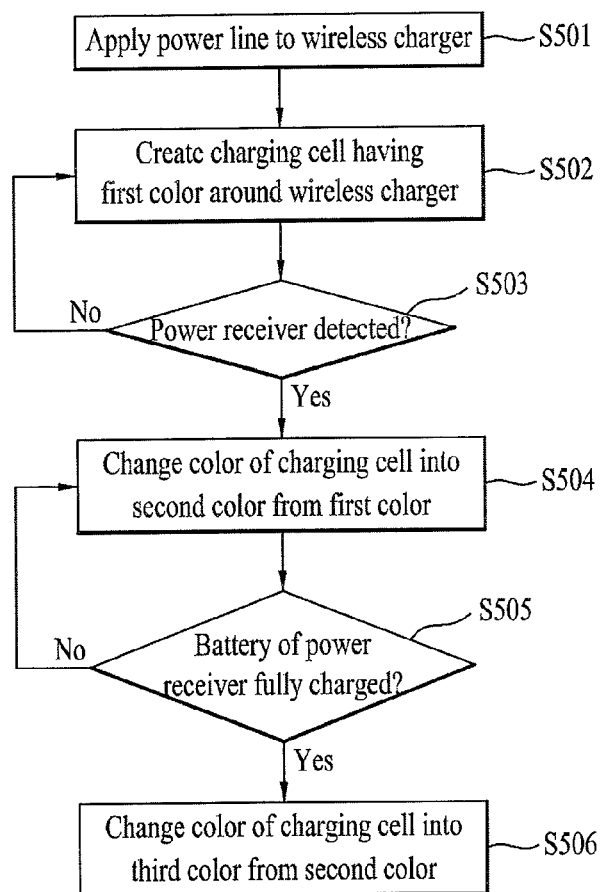 Apply power line to wireless charger
S501
Create charging cell having
first color around wireless charger
S502
S503
No
Power receiver detected?
Yes
Change color of charging cell into
second color from first color
S504
S505
No
Battery of power
receiver fully charged?
Yes
Change color of charging cell into
third color from second color
S506